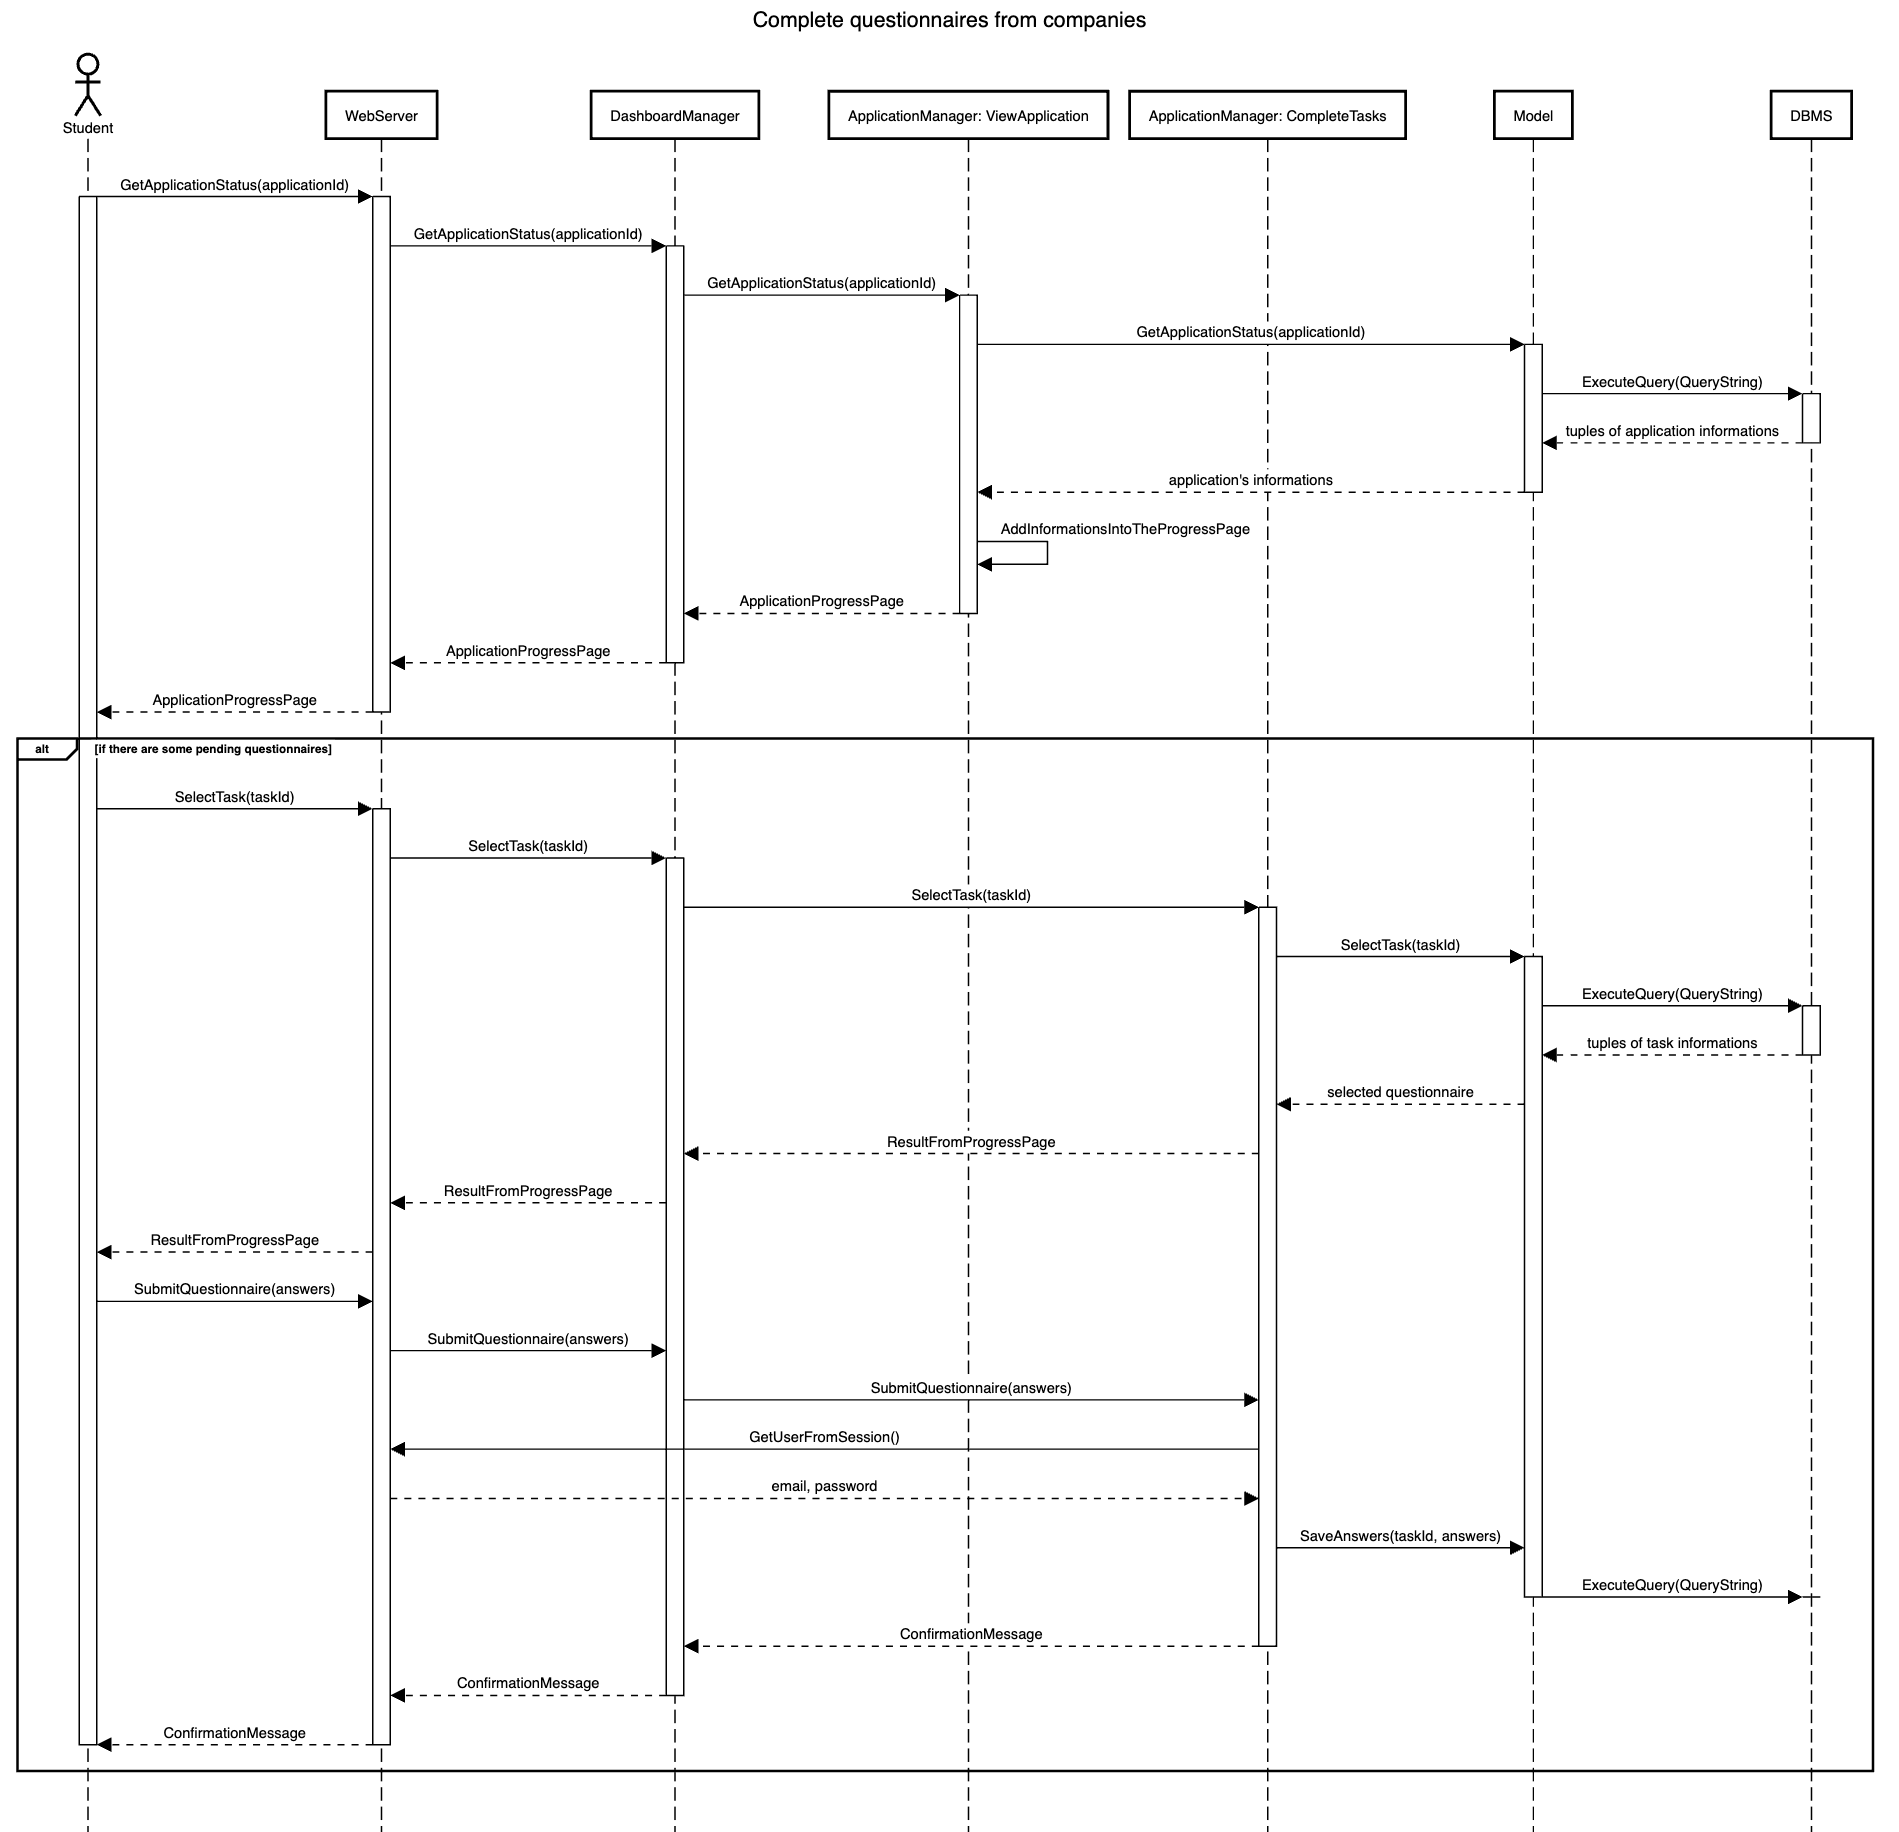 Complete questionnaires from companies
Student
WebServer
DashboardManager
ApplicationManager: ViewApplication
ApplicationManager: CompleteTasks
Model
DBMS
GetApplicationStatus(applicationId)
GetApplicationStatus(applicationId)
GetApplicationStatus(applicationId)
GetApplicationStatus(applicationId)
ExecuteQuery(QueryString)
tuples of application informations
application's informations
AddInformationsIntoTheProgressPage
ApplicationProgressPage
ApplicationProgressPage
ApplicationProgressPage
alt
[if there are some pending questionnaires]
SelectTask(taskId)
SelectTask(taskId)
SelectTask(taskId)
SelectTask(taskId)
ExecuteQuery(QueryString)
tuples of task informations
selected questionnaire
ResultFromProgressPage
ResultFromProgressPage
ResultFromProgressPage
SubmitQuestionnaire(answers)
SubmitQuestionnaire(answers)
SubmitQuestionnaire(answers)
GetUserFromSession()
email, password
SaveAnswers(taskId, answers)
ExecuteQuery(QueryString)
ConfirmationMessage
ConfirmationMessage
ConfirmationMessage